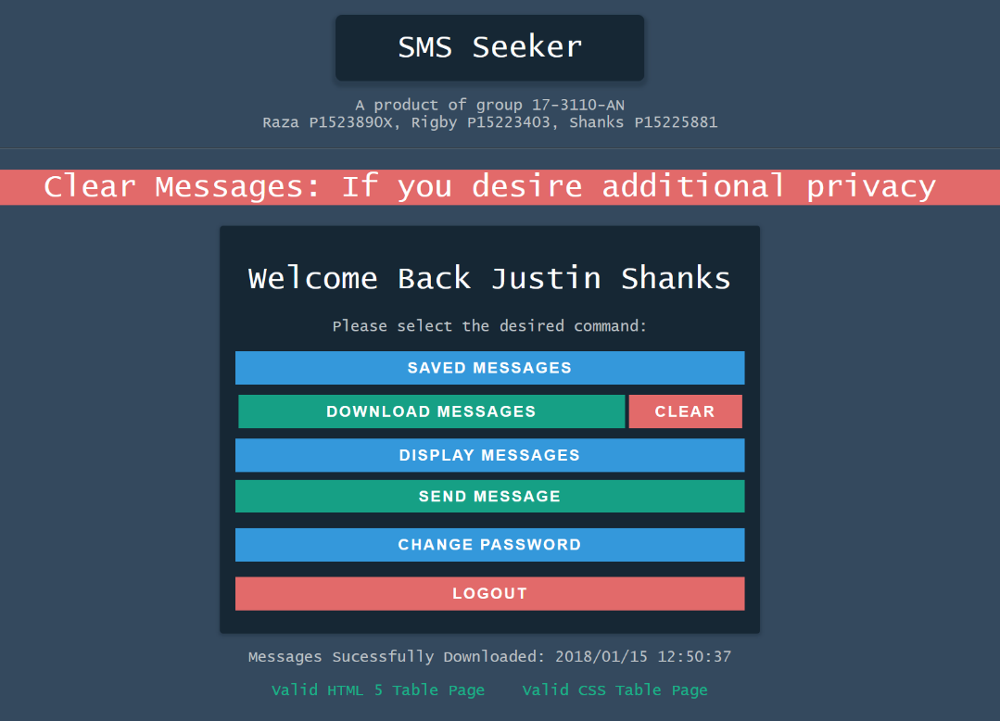 SMS Seeker
A product of group 17-3110-AN
Raza P1523890X, Rigby P15223403, Shanks P15225881
Clear Messages: If you desire additional privacy
Welcome Back Justin Shanks
Please select the desired command:
SAVED MESSAGES
DOWNLOAD MESSAGES CLEAR
DISPLAY MESSAGES
SEND MESSAGE
CHANGE PASSWORD
LOGOUT
Messages Sucessfully Downloaded: 2018/01/15 12:50:37
Valid HTML 5 Table Page Valid CSS Table Page